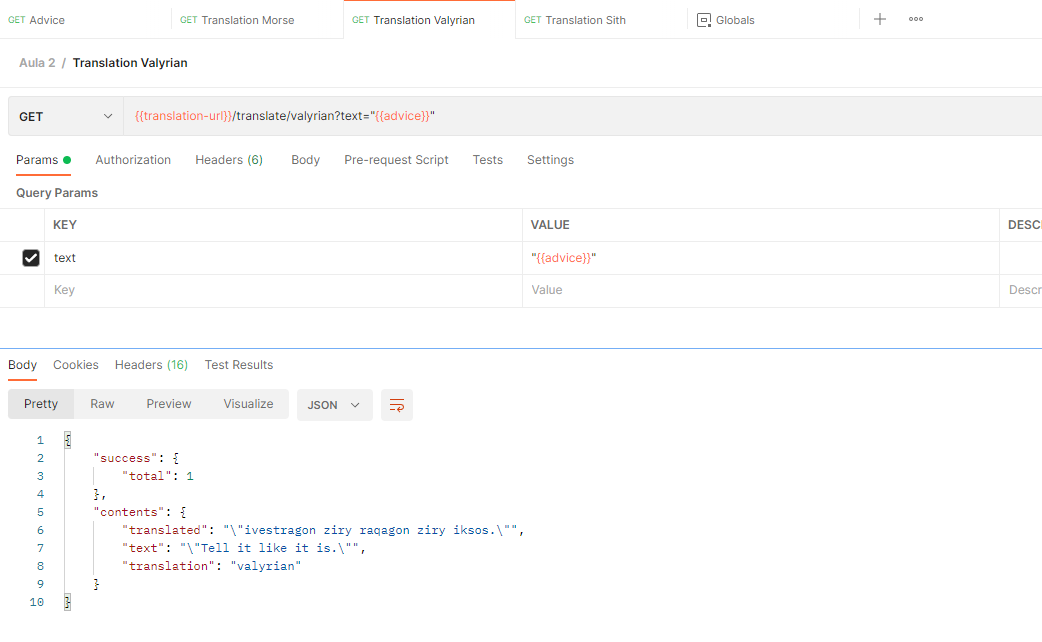 GET Advice GET Translation Morse GET Translation Valyrian GET Translation Sith Globals
Aula 2 / Translation Valyrian
GET {{translation-url}}/translate/valyrian?text="{{advice}}"
Params Authorization Headers (6) Body Pre-request Script Tests Settings
Query Params
KEY VALUE DESC
text "{{advice}}"
Key Value Descr
Body Cookies Headers (16) Test Results
Pretty Raw Preview Visualize JSON
1 {
2 "success": {
3 "total": 1
4 },
5 "contents": {
6 "translated": "\"ivestragon ziry raqagon ziry iksos.\"",
7 "text": "\"Tell it like it is.\"",
8 "translation": "valyrian"
9 }
10 }